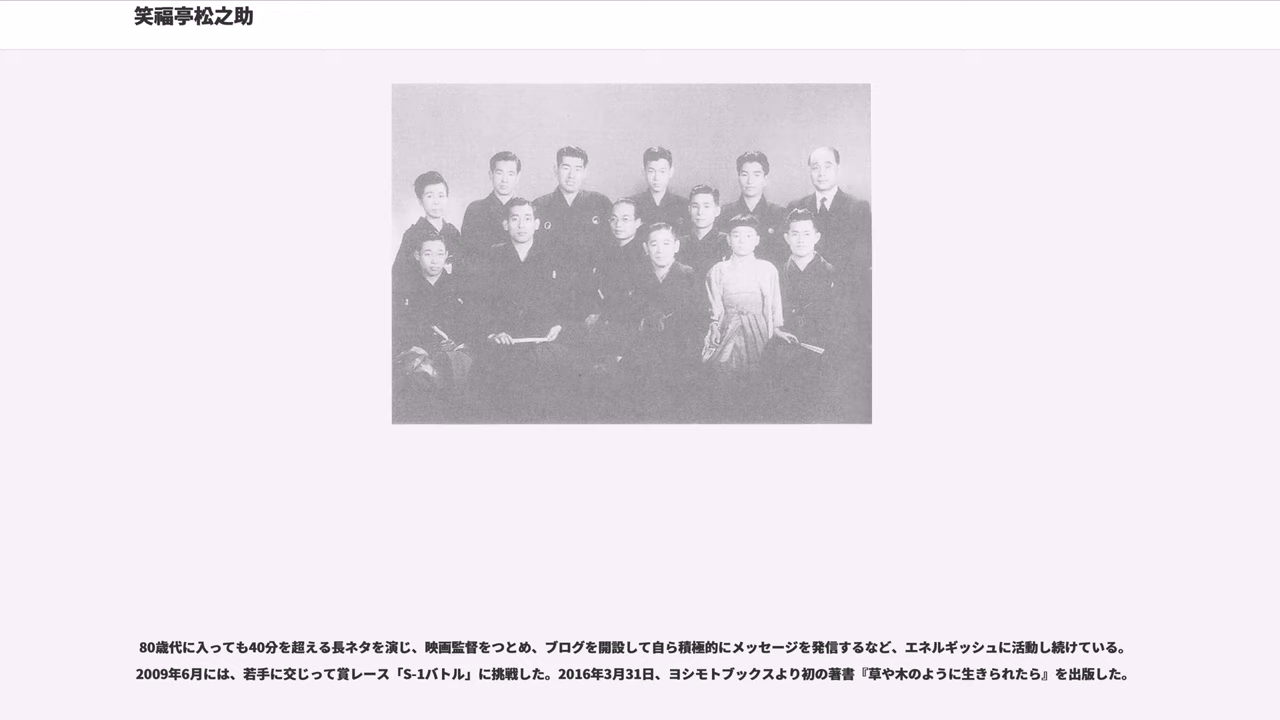 笑福亭松之助
80歳代に入っても40分を超える長ネタを演じ、映画監督をつとめ、ブログを開設して自ら積極的にメッセージを発信するなど、エネルギッシュに活動し続けている。
2009年6月には、若手に交じって賞レース「S-1バトル」に挑戦した。2016年3月31日、ヨシモトブックスより初の著書『草や木のように生きられたら』を出版した。